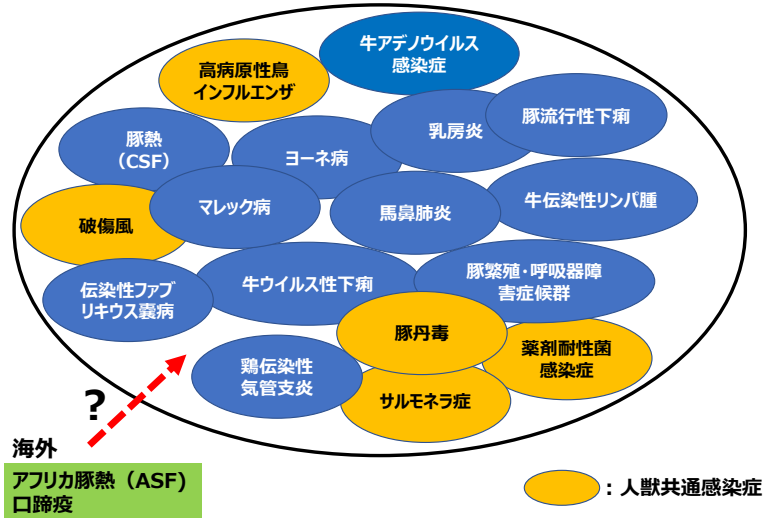 牛アデノウイルス
感染症
高病原性鳥
インフルエンザ
乳房炎
豚流行性下痢
豚熱
（CSF）
ヨーネ病
マレック病
馬鼻肺炎
牛伝染性リンパ腫
破傷風
伝染性ファブ
リキウス嚢病
牛ウイルス性下痢
豚繁殖・呼吸器障
害症候群
豚丹毒
薬剤耐性菌
感染症
鶏伝染性
気管支炎
サルモネラ症
？
海外
アフリカ豚熱（ASF)
口蹄疫
：人獣共通感染症